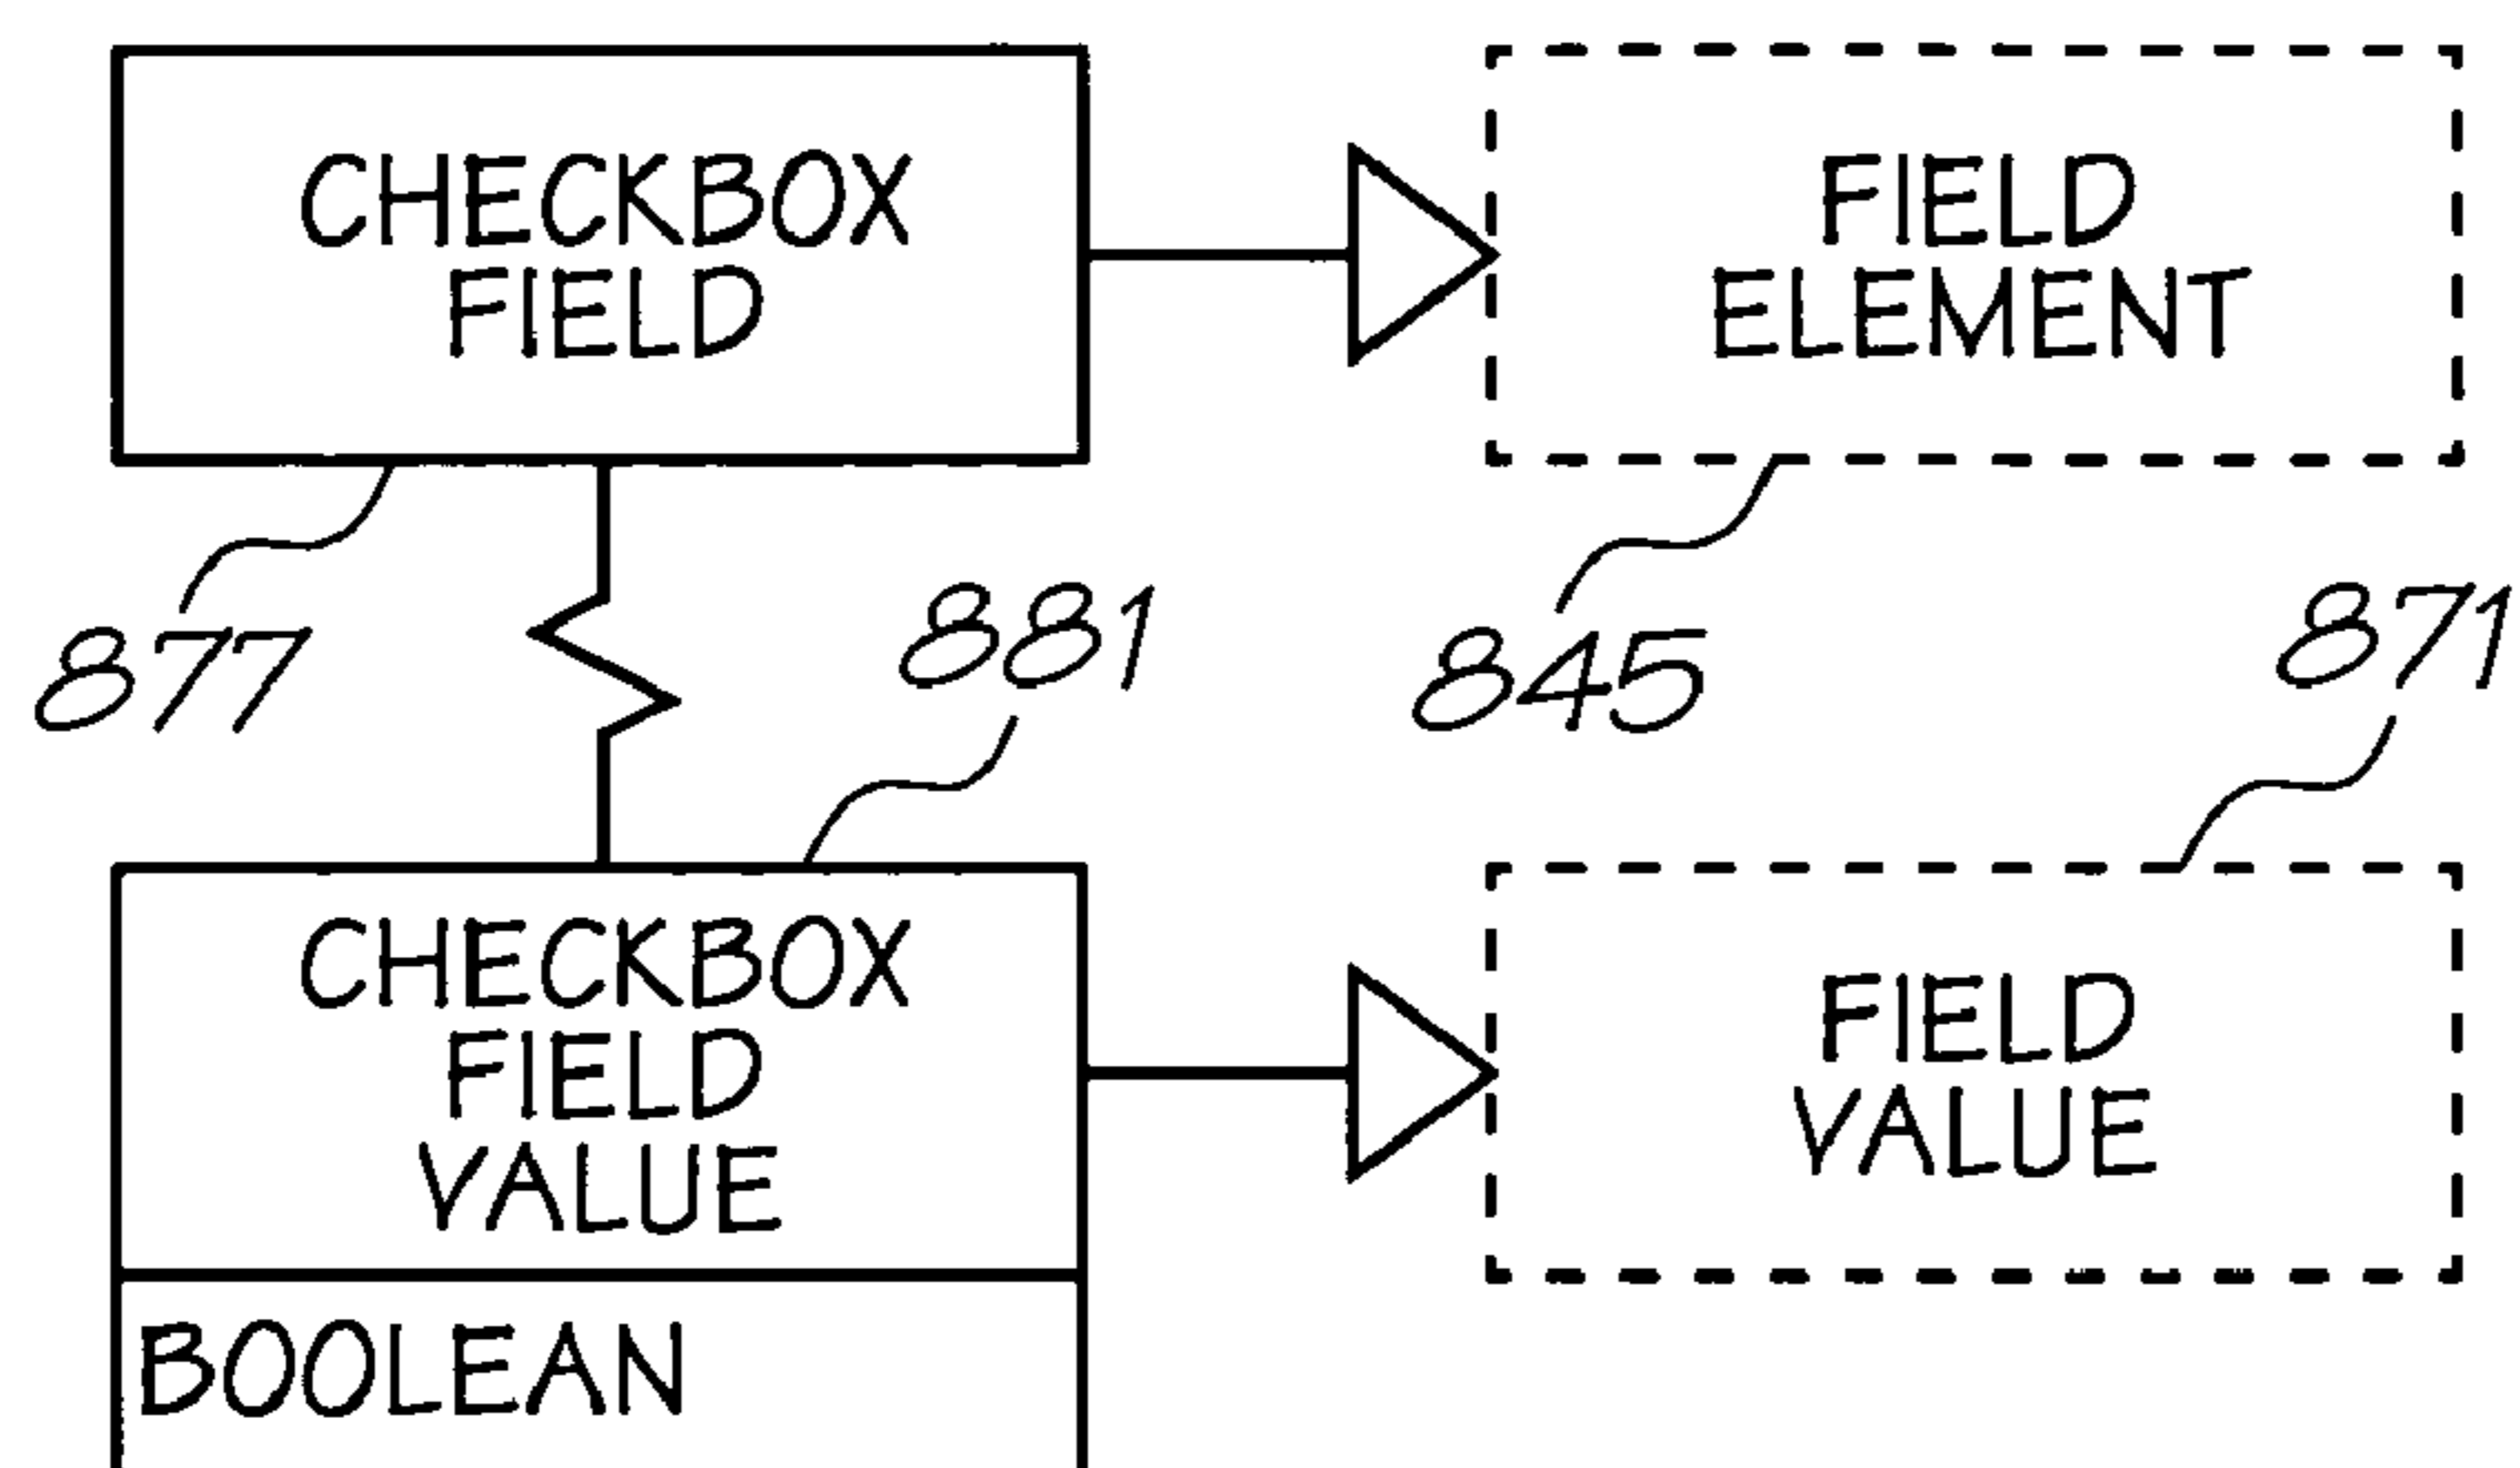 CHECKBOX
FIELD
FIELD
ELEMENT
877
881
845
871
CHECKBOX
FIELD
VALUE
FIELD
VALUE
BOOLEAN